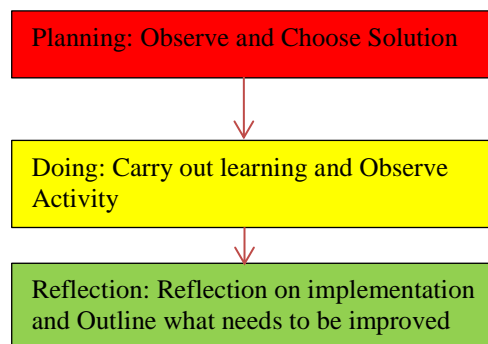 Planning: Observe and Choose Solution
Doing: Carry out learning and Observe
Activity
Reflection: Reflection on implementation
and Outline what needs to be improved